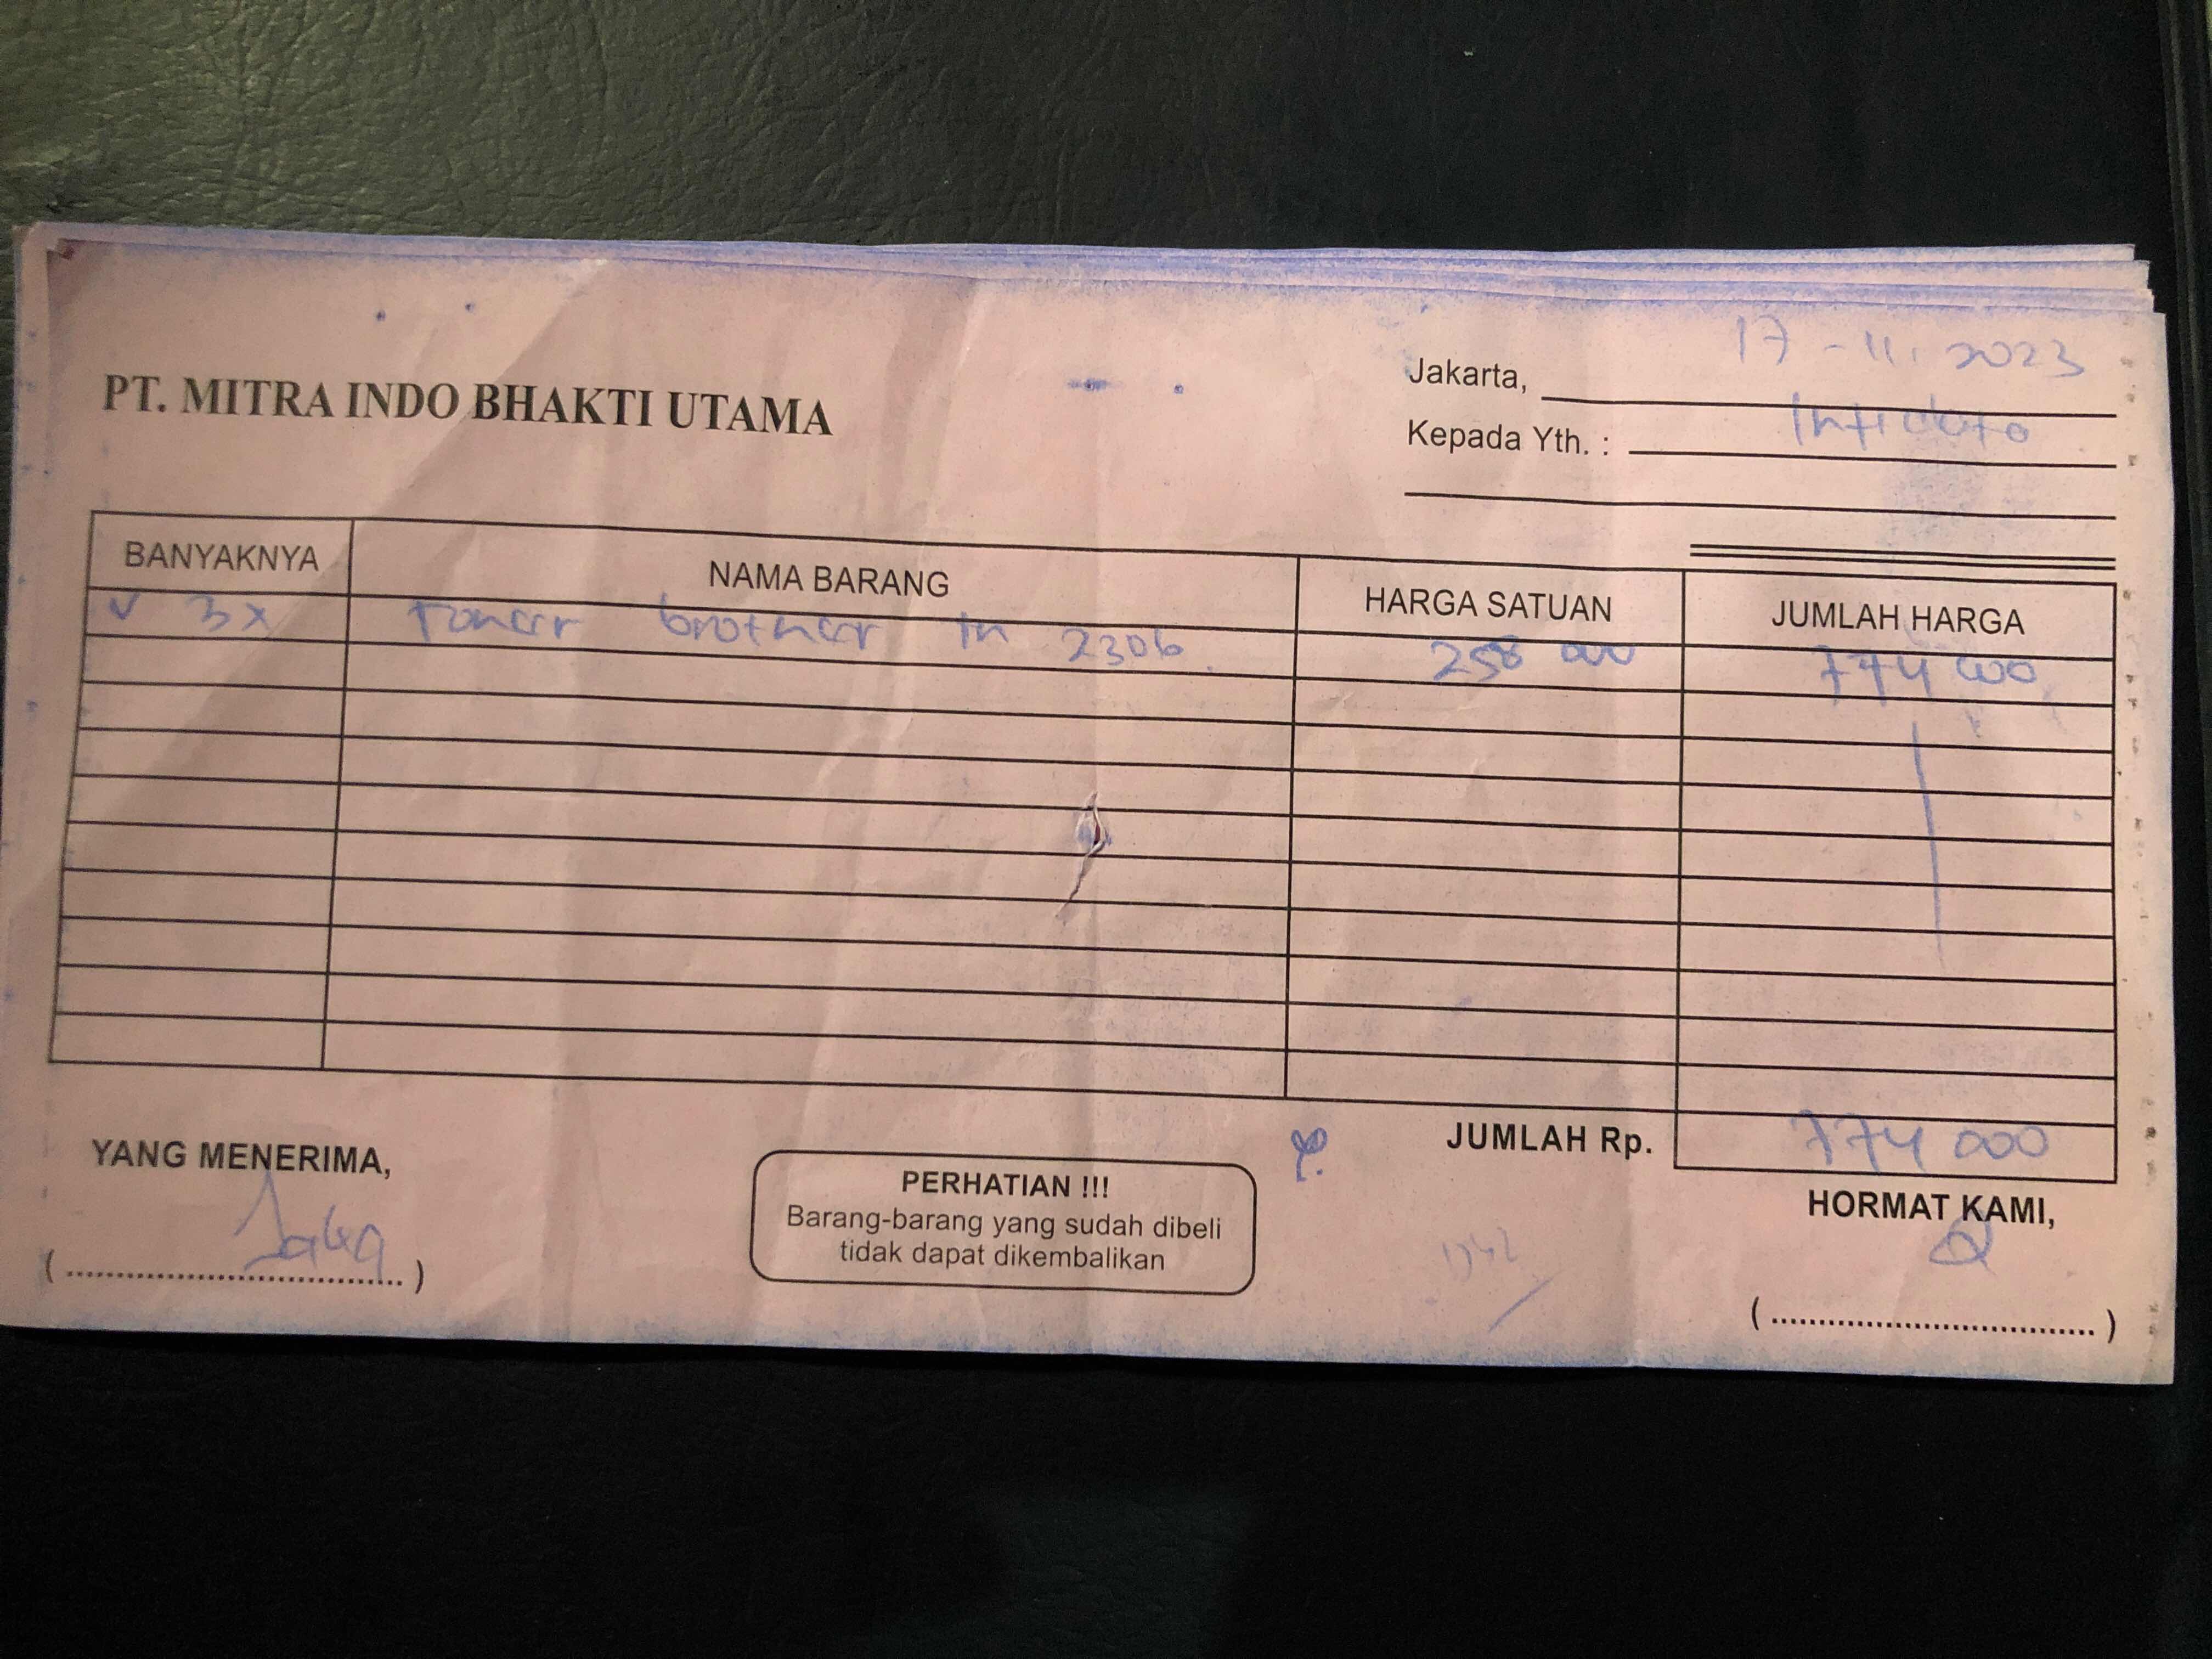 17 - 11. 2023
PT. MITRA INDO BHAKTI UTAMA
Jakarta,
Kepada Yth. : Intidata
BANYAKNYA NAMA BARANG HARGA SATUAN JUMLAH HARGA
✓ 3x toner brother tn 2306 258 000 774 000
JUMLAH Rp. 774 000
YANG MENERIMA,
PERHATIAN !!!
Barang-barang yang sudah dibeli
tidak dapat dikembalikan
HORMAT KAMI,
(....................................)
(....................................)